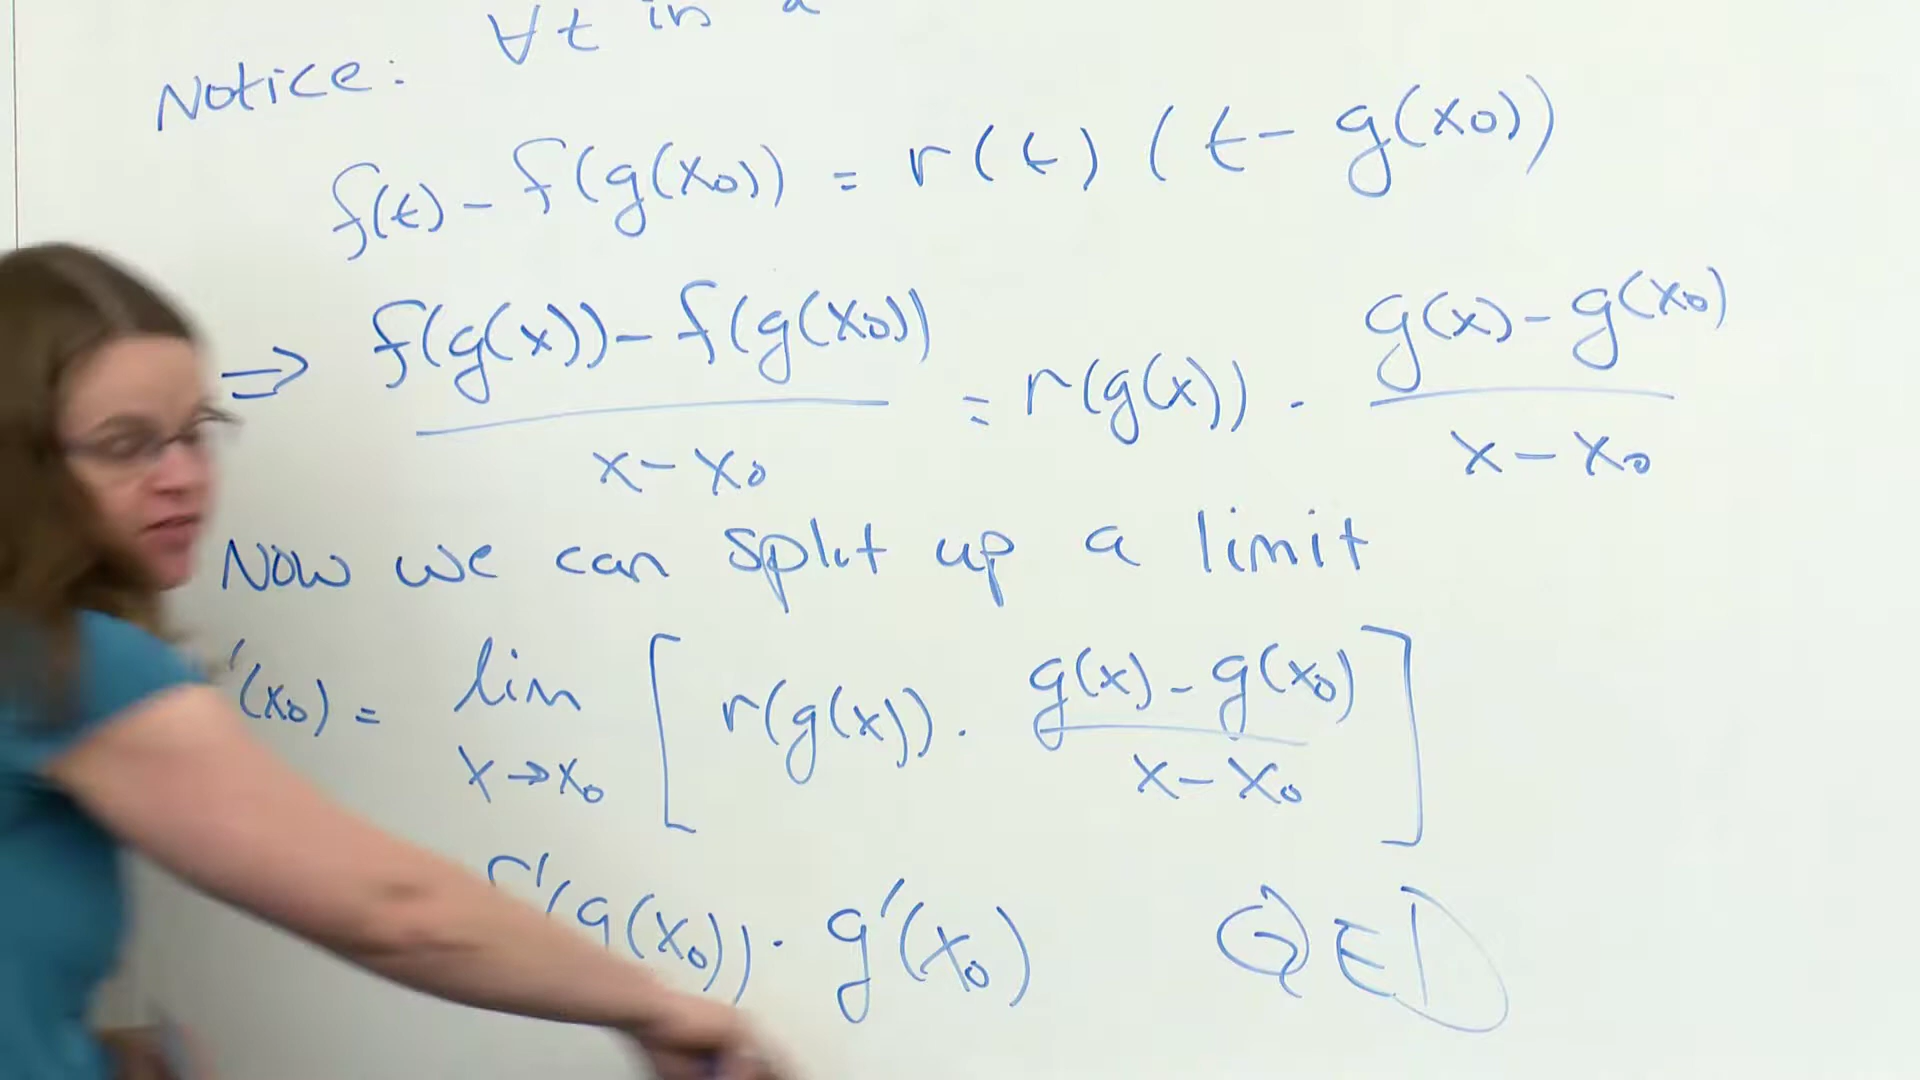 ∀t in a
Notice:
f(t) - f(g(x₀)) = r(t) (t - g(x₀))
⇒ f(g(x)) - f(g(x₀)) / x - x₀ = r(g(x)) · g(x) - g(x₀) / x - x₀
Now we can split up a limit
'(x₀) = lim x→x₀ [ r(g(x)) · g(x) - g(x₀) / x - x₀ ]
'(g(x₀)) · g'(x₀) QED